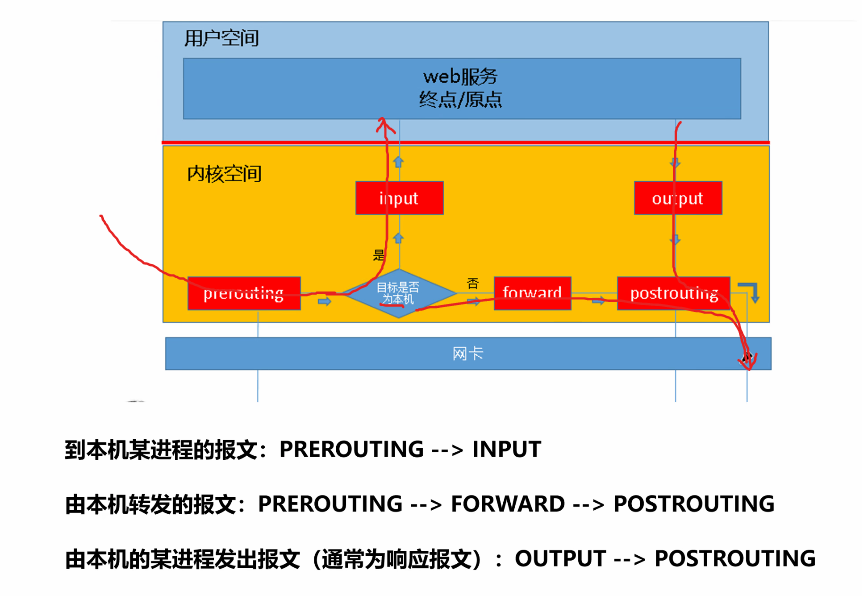 用户空间
web服务
终点/原点
内核空间
input
output
是
prerouting
目标是否
为本机
否
forward
postrouting
网卡
到本机某进程的报文：PREROUTING --> INPUT
由本机转发的报文：PREROUTING --> FORWARD --> POSTROUTING
由本机的某进程发出报文（通常为响应报文）：OUTPUT --> POSTROUTING